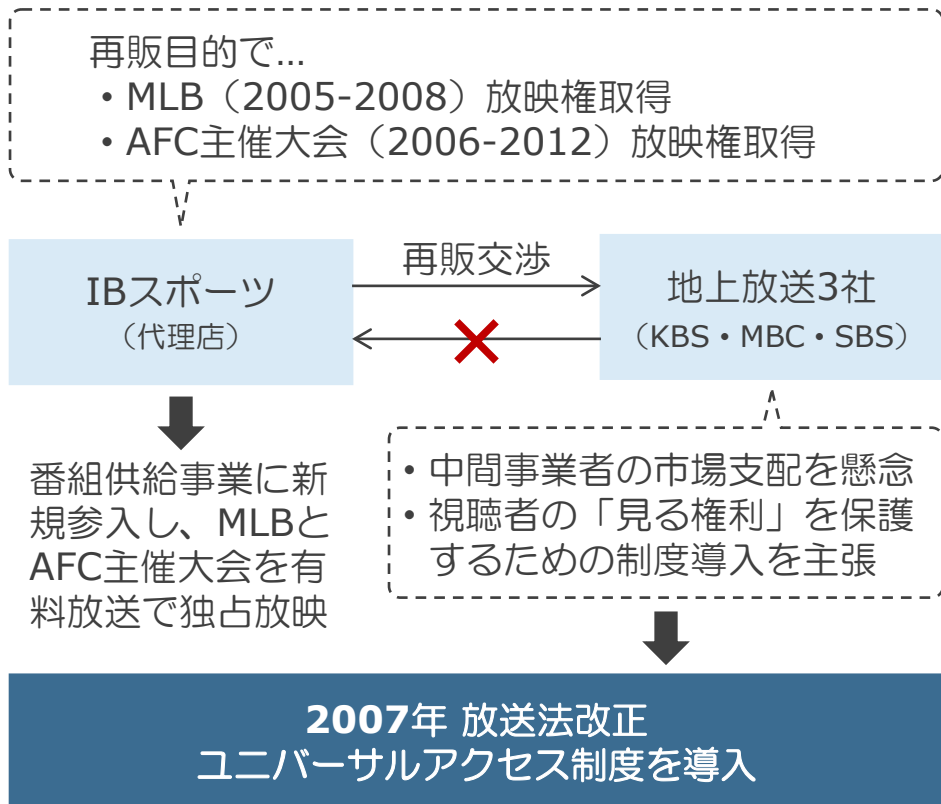 再販目的で…
・MLB（2005-2008）放映権取得
・AFC主催大会（2006-2012）放映権取得
IBスポーツ
（代理店）
再販交渉
地上放送3社
（KBS・MBC・SBS）
番組供給事業に新
規参入し、MLBと
AFC主催大会を有
料放送で独占放映
・中間事業者の市場支配を懸念
・視聴者の「見る権利」を保護
するための制度導入を主張
2007年 放送法改正
ユニバーサルアクセス制度を導入